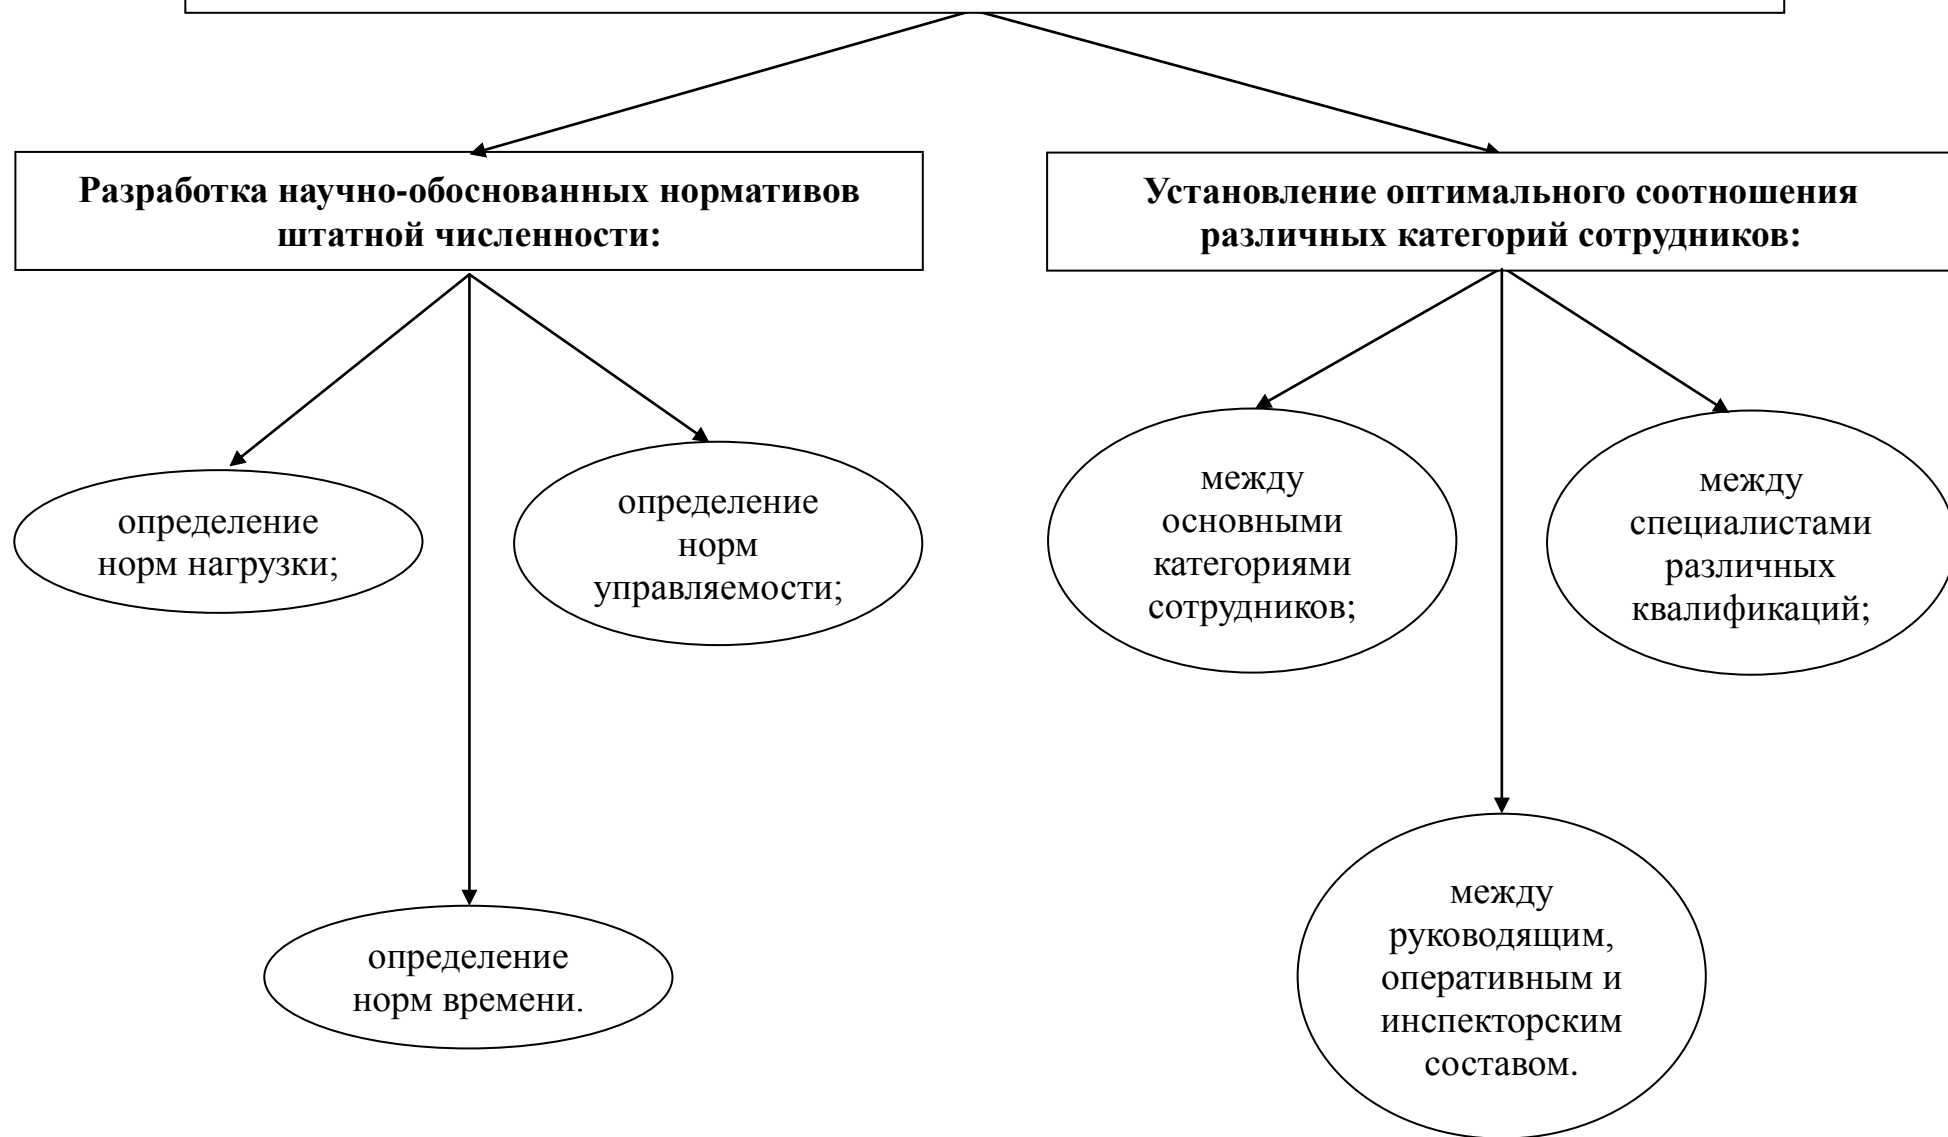 Разработка научно-обоснованных нормативов
штатной численности:
Установление оптимального соотношения
различных категорий сотрудников:
определение
норм нагрузки;
определение
норм
управляемости;
определение
норм времени.
между
основными
категориями
сотрудников;
между
специалистами
различных
квалификаций;
между
руководящим,
оперативным и
инспекторским
составом.